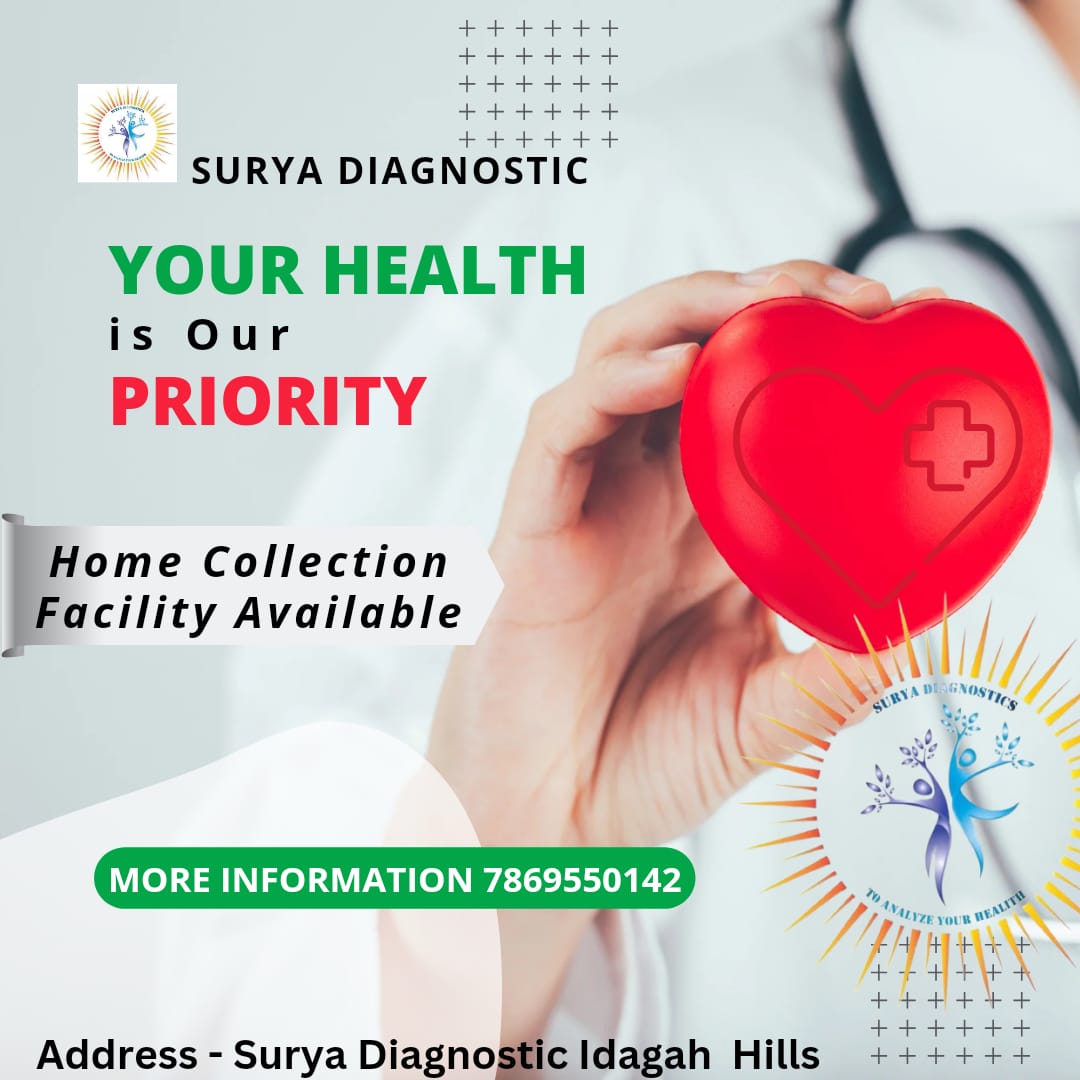 SURYA DIAGNOSTIC
YOUR HEALTH
is Our
PRIORITY
Home Collection
Facility Available
SURYA DIAGNOSTICS
TO ANALYZE YOUR HEALITH
MORE INFORMATION 7869550142
Address - Surya Diagnostic Idagah Hills